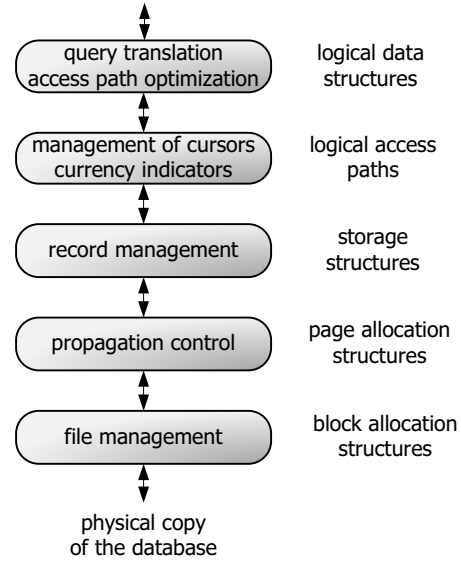 query translation
access path optimization
logical data
structures
management of cursors
currency indicators
logical access
paths
record management
storage
structures
propagation control
page allocation
structures
file management
block allocation
structures
physical copy
of the database